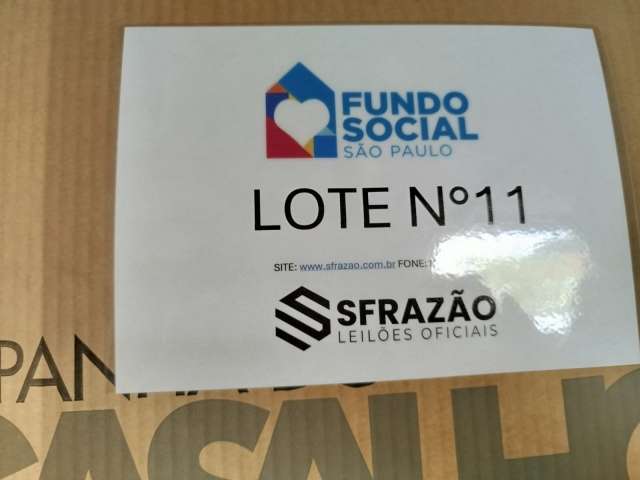 FUNDO
SOCIAL
SÃO PAULO
LOTE Nº11
SITE: www.sfrazao.com.br FONE:
SFRAZÃO
LEILÕES OFICIAIS